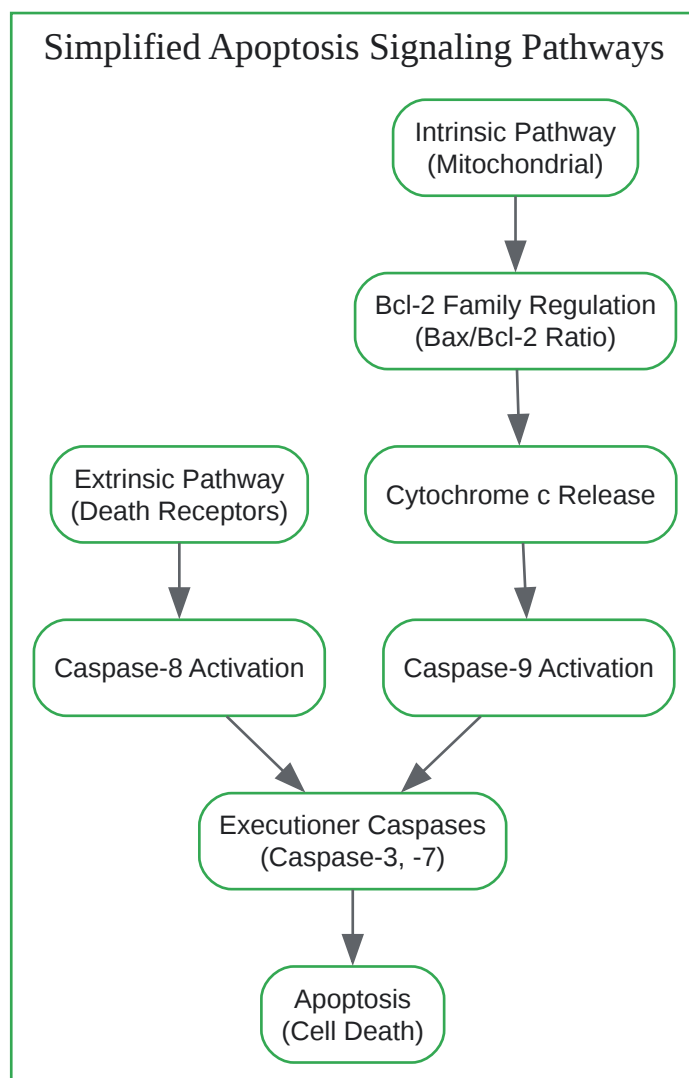 Simplified Apoptosis Signaling Pathways
Intrinsic Pathway
(Mitochondrial)
Bcl-2 Family Regulation
(Bax/Bcl-2 Ratio)
Extrinsic Pathway
(Death Receptors)
Cytochrome c Release
Caspase-8 Activation
Caspase-9 Activation
Executioner Caspases
(Caspase-3, -7)
Apoptosis
(Cell Death)